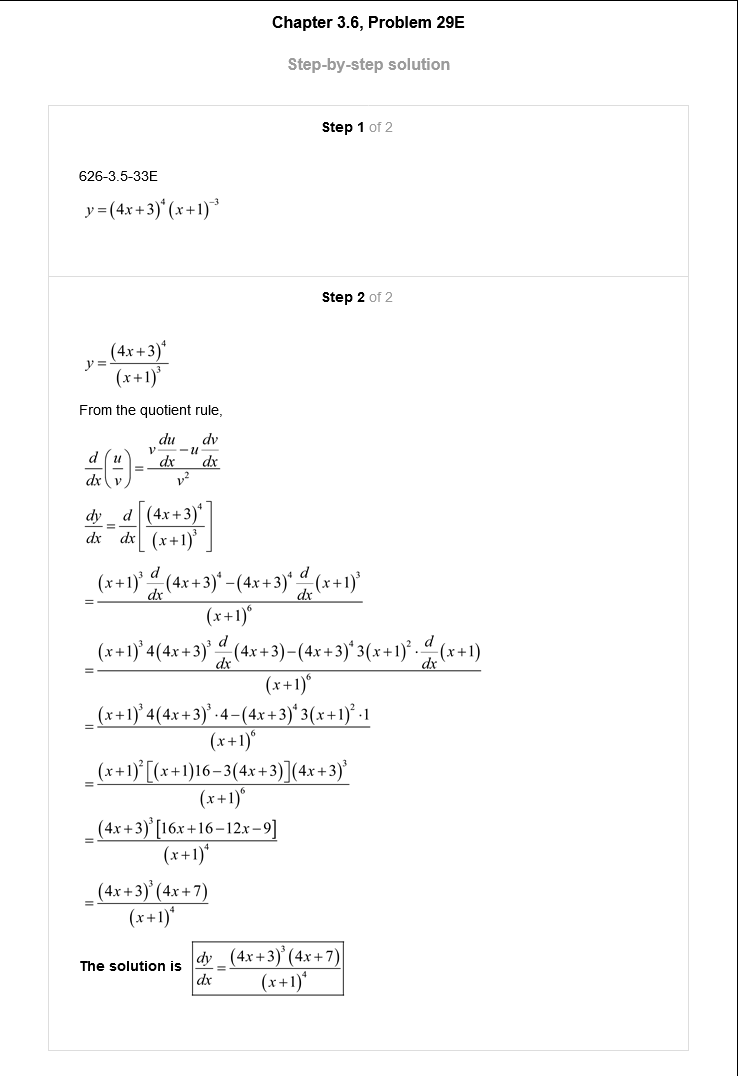 Chapter 3.6, Problem 29E
Step-by-step solution
Step 1 of 2
626-3.5-33E
y = (4x+3)^4 (x+1)^{-3}
Step 2 of 2
y = \frac{(4x+3)^4}{(x+1)^3}
From the quotient rule,
\frac{d}{dx}\left(\frac{u}{v}\right) = \frac{v\frac{du}{dx} - u\frac{dv}{dx}}{v^2}
\frac{dy}{dx} = \frac{d}{dx}\left[\frac{(4x+3)^4}{(x+1)^3}\right]
= \frac{(x+1)^3 \frac{d}{dx}(4x+3)^4 - (4x+3)^4 \frac{d}{dx}(x+1)^3}{(x+1)^6}
= \frac{(x+1)^3 4(4x+3)^3 \frac{d}{dx}(4x+3) - (4x+3)^4 3(x+1)^2 \cdot \frac{d}{dx}(x+1)}{(x+1)^6}
= \frac{(x+1)^3 4(4x+3)^3 \cdot 4 - (4x+3)^4 3(x+1)^2 \cdot 1}{(x+1)^6}
= \frac{(x+1)^2 [(x+1)16 - 3(4x+3)](4x+3)^3}{(x+1)^6}
= \frac{(4x+3)^3 [16x+16-12x-9]}{(x+1)^4}
= \frac{(4x+3)^3 (4x+7)}{(x+1)^4}
The solution is \frac{dy}{dx} = \frac{(4x+3)^3 (4x+7)}{(x+1)^4}